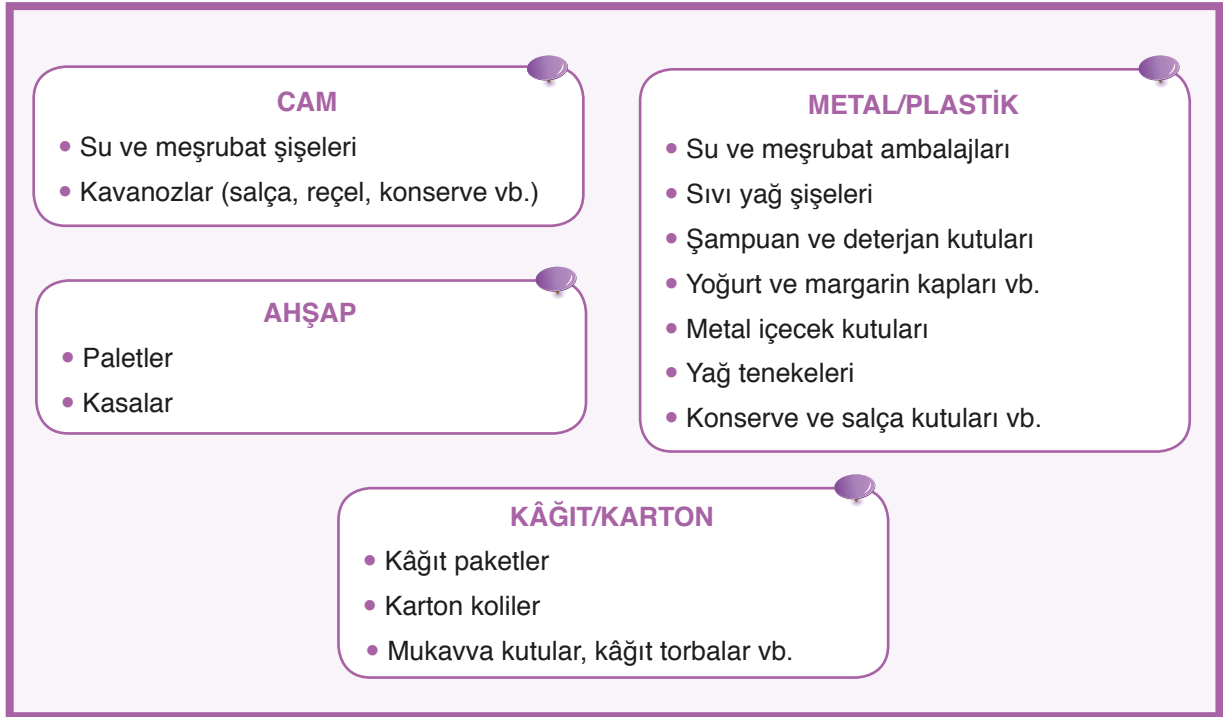 CAM
• Su ve meşrubat şişeleri
• Kavanozlar (salça, reçel, konserve vb.)
AHŞAP
• Paletler
• Kasalar
METAL/PLASTİK
• Su ve meşrubat ambalajları
• Sıvı yağ şişeleri
• Şampuan ve deterjan kutuları
• Yoğurt ve margarin kapları vb.
• Metal içecek kutuları
• Yağ tenekeleri
• Konserve ve salça kutuları vb.
KÂĞIT/KARTON
• Kâğıt paketler
• Karton koliler
• Mukavva kutular, kâğıt torbalar vb.